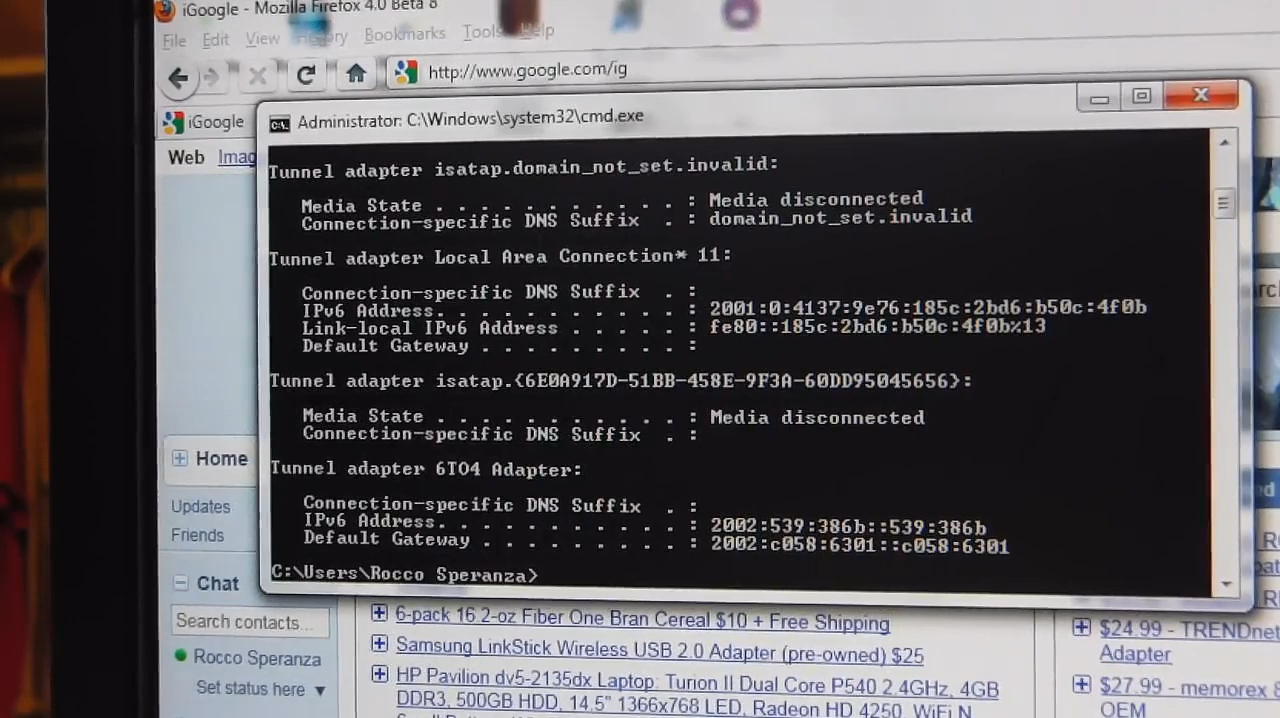 iGoogle - Mozilla Firefox 4.0 Beta 8
File Edit View History Bookmarks Tools Help
http://www.google.com/ig
iGoogle
Web Imag
Administrator: C:\Windows\system32\cmd.exe
Tunnel adapter isatap.domain_not_set.invalid:
Media State . . . . . . . . . . . : Media disconnected
Connection-specific DNS Suffix . : domain_not_set.invalid
Tunnel adapter Local Area Connection* 11:
Connection-specific DNS Suffix . :
IPv6 Address. . . . . . . . . . . : 2001:0:4137:9e76:185c:2bd6:b50c:4f0b
Link-local IPv6 Address . . . . . : fe80::185c:2bd6:b50c:4f0b%13
Default Gateway . . . . . . . . . :
Tunnel adapter isatap.{6E0A917D-51BB-458E-9F3A-60DD95045656}:
Media State . . . . . . . . . . . : Media disconnected
Connection-specific DNS Suffix . :
Tunnel adapter 6TO4 Adapter:
Connection-specific DNS Suffix . :
IPv6 Address. . . . . . . . . . . : 2002:539:386b::539:386b
Default Gateway . . . . . . . . . : 2002:c058:6301::c058:6301
C:\Users\Rocco Speranza>
Home
Updates
Friends
Chat
Search contacts...
Rocco Speranza
Set status here
6-pack 16.2-oz Fiber One Bran Cereal $10 + Free Shipping
Samsung LinkStick Wireless USB 2.0 Adapter (pre-owned) $25
HP Pavilion dv5-2135dx Laptop: Turion II Dual Core P540 2.4GHz, 4GB
DDR3, 500GB HDD, 14.5" 1366x768 LED, Radeon HD 4250, WiFi N
$24.99 - TRENDnet
Adapter
$27.99 - memorex
OEM